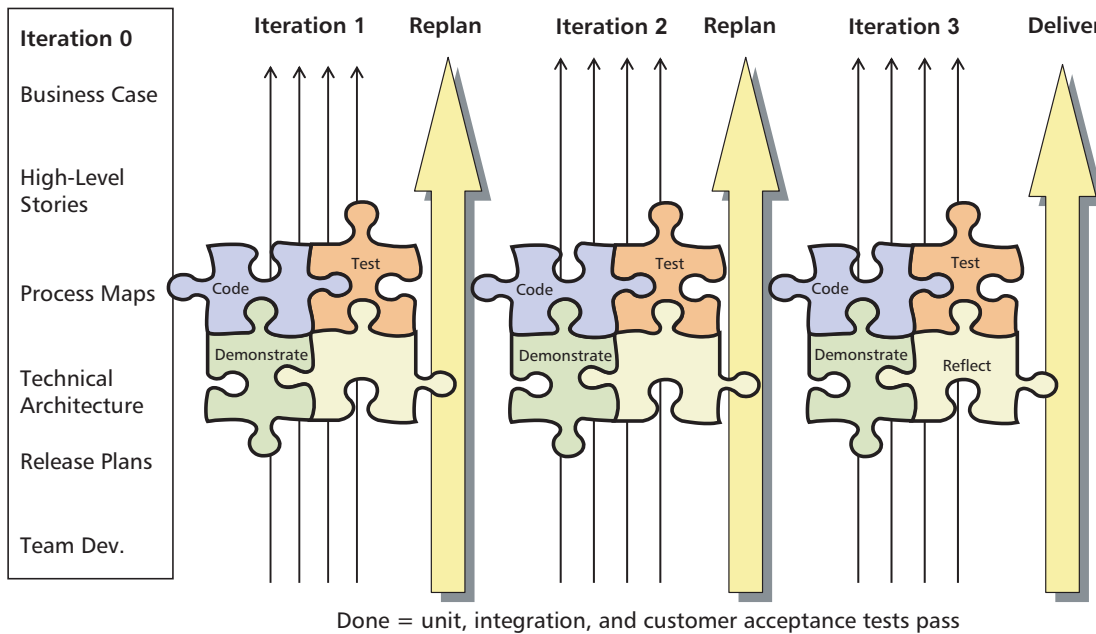 Iteration 0
Business Case
High-Level
Stories
Process Maps
Technical
Architecture
Release Plans
Team Dev.
Iteration 1
Replan
Iteration 2
Replan
Iteration 3
Deliver
Code
Test
Demonstrate
Code
Test
Demonstrate
Code
Test
Demonstrate
Reflect
Done = unit, integration, and customer acceptance tests pass